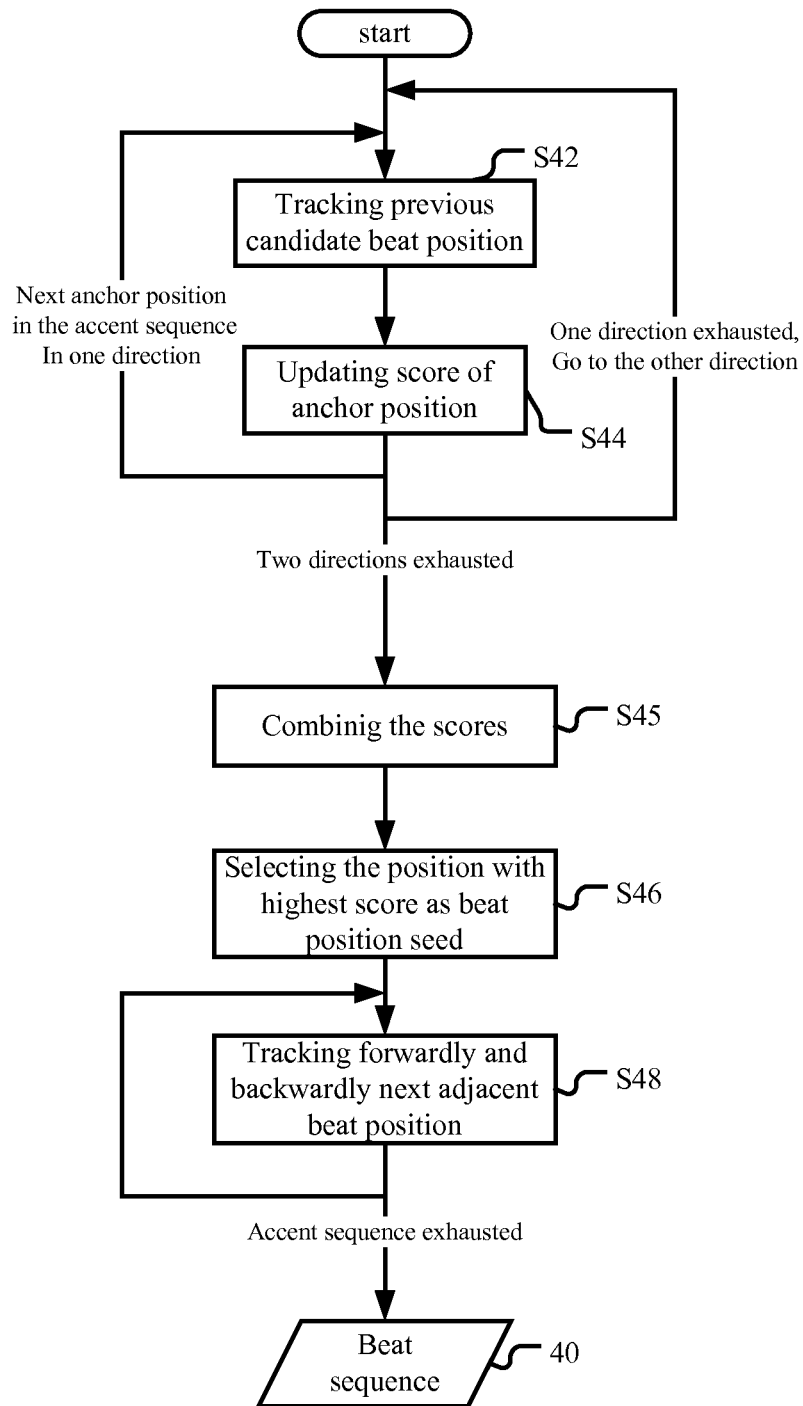 start
S42
Tracking previous
candidate beat position
Next anchor position
in the accent sequence
In one direction
One direction exhausted,
Go to the other direction
Updating score of
anchor position
S44
Two directions exhausted
Combinig the scores
S45
Selecting the position with
highest score as beat
position seed
S46
Tracking forwardly and
backwardly next adjacent
beat position
S48
Accent sequence exhausted
Beat
sequence
40